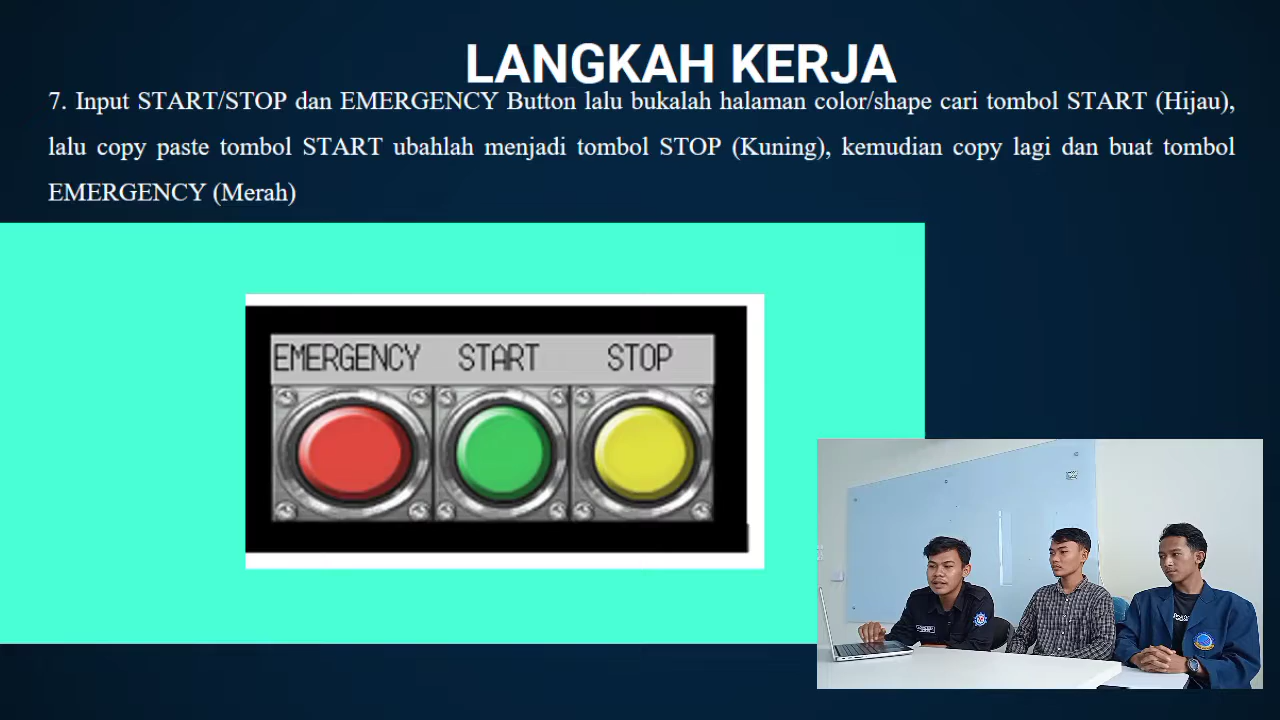 LANGKAH KERJA
7. Input START/STOP dan EMERGENCY Button lalu bukalah halaman color/shape cari tombol START (Hijau),
lalu copy paste tombol START ubahlah menjadi tombol STOP (Kuning), kemudian copy lagi dan buat tombol
EMERGENCY (Merah)
EMERGENCY START STOP